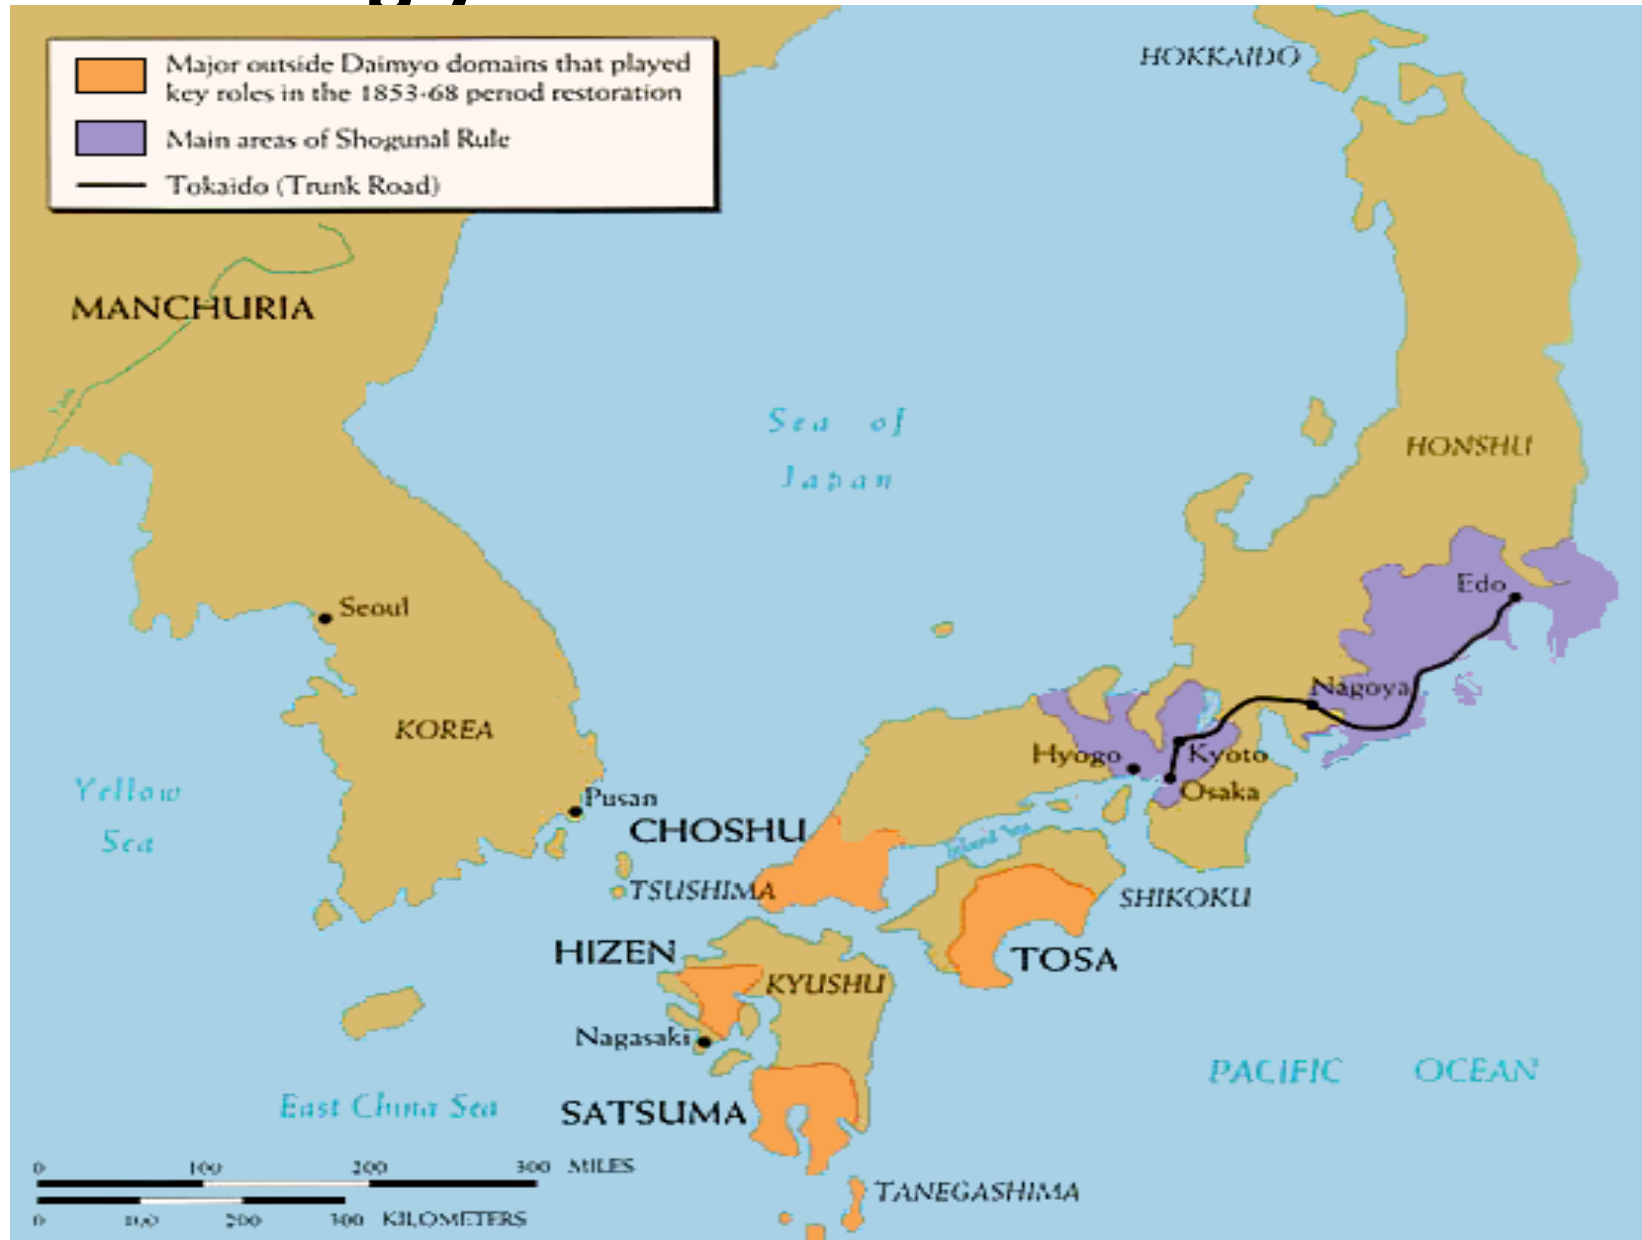 Major outside Daimyo domains that played
key roles in the 1853-68 period restoration
Main areas of Shogunal Rule
Tokaido (Trunk Road)
HOKKAIDO
MANCHURIA
Sea of
Japan
HONSHU
Edo
Seoul
Nagoya
KOREA
Hyogo
Kyoto
Osaka
Yellow
Sea
Pusan
CHOSHU
Inland Sea
TSUSHIMA
SHIKOKU
HIZEN
TOSA
KYUSHU
Nagasaki
PACIFIC OCEAN
East China Sea
SATSUMA
0 100 200 300 MILES
TANEGASHIMA
0 100 200 300 KILOMETERS